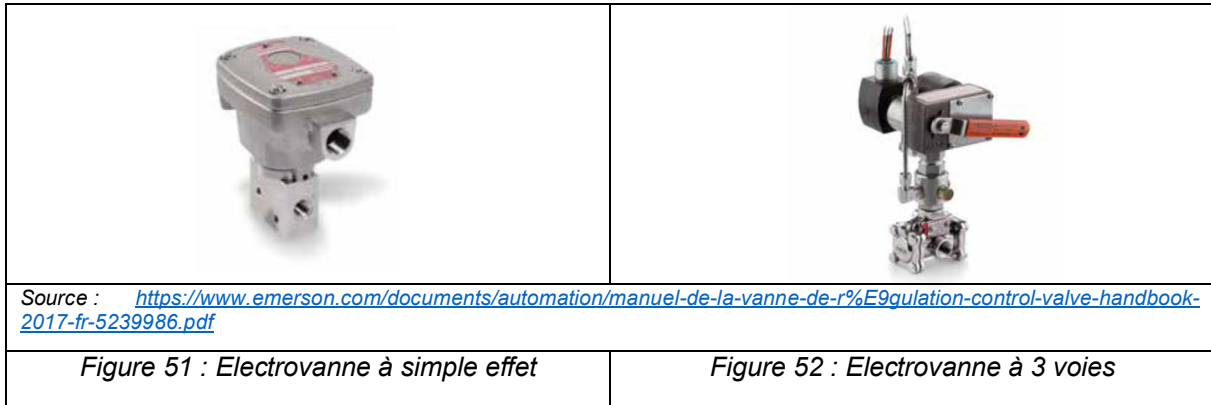 Source : https://www.emerson.com/documents/automation/manuel-de-la-vanne-de-r%E9gulation-control-valve-handbook-
2017-fr-5239986.pdf
Figure 51 : Electrovanne à simple effet
Figure 52 : Electrovanne à 3 voies